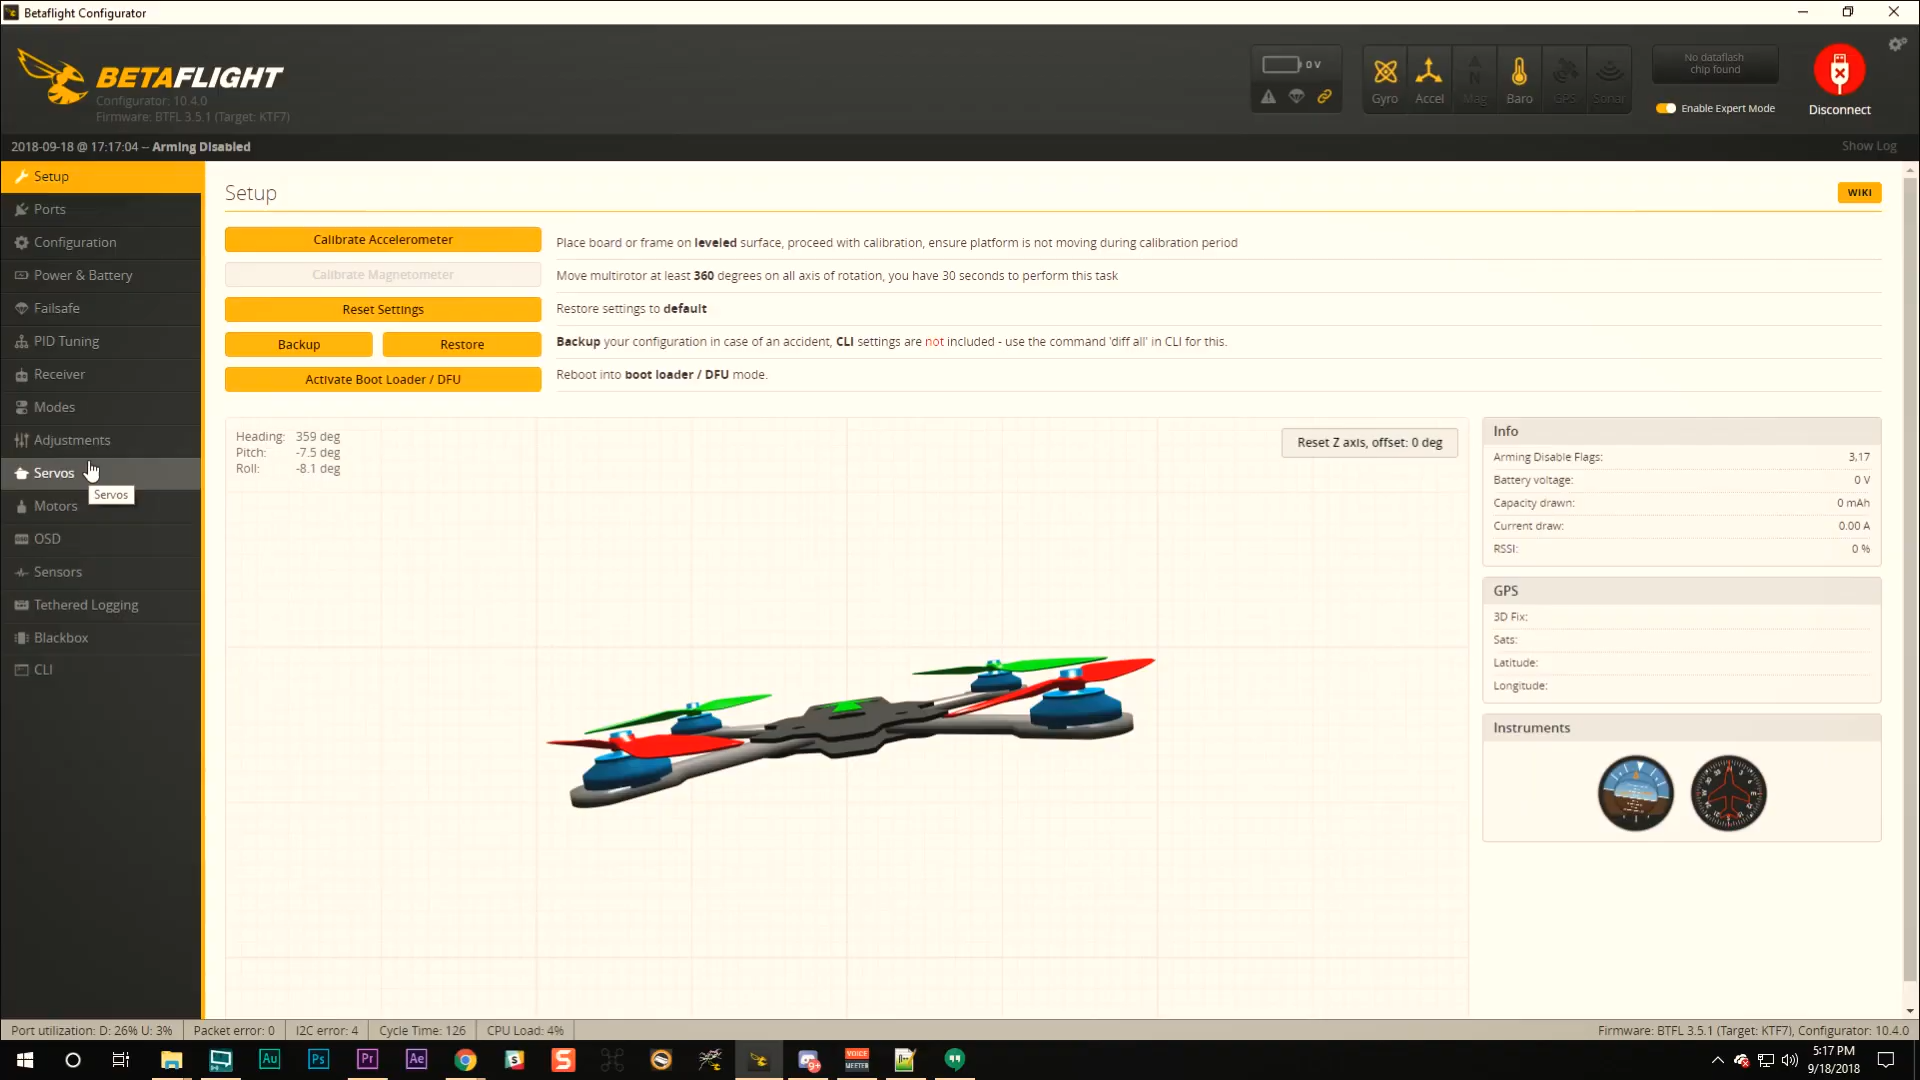 Betaflight Configurator
BETAFLIGHT
Configurator: 10.4.0
Firmware: BTFL 3.5.1 (Target: KTF7)
0 V
Gyro
Accel
Mag
Baro
GPS
Sonar
No dataflash
chip found
Enable Expert Mode
Disconnect
2018-09-18 @ 17:17:04 -- Arming Disabled
Show Log
Setup
Ports
Configuration
Power & Battery
Failsafe
PID Tuning
Receiver
Modes
Adjustments
Servos
Servos
Motors
OSD
Sensors
Tethered Logging
Blackbox
CLI
Setup
WIKI
Calibrate Accelerometer
Place board or frame on leveled surface, proceed with calibration, ensure platform is not moving during calibration period
Calibrate Magnetometer
Move multirotor at least 360 degrees on all axis of rotation, you have 30 seconds to perform this task
Reset Settings
Restore settings to default
Backup
Restore
Backup your configuration in case of an accident, CLI settings are not included - use the command 'diff all' in CLI for this.
Activate Boot Loader / DFU
Reboot into boot loader / DFU mode.
Heading: 359 deg
Pitch: -7.5 deg
Roll: -8.1 deg
Reset Z axis, offset: 0 deg
Info
Arming Disable Flags: 3,17
Battery voltage: 0 V
Capacity drawn: 0 mAh
Current draw: 0.00 A
RSSI: 0 %
GPS
3D Fix:
Sats:
Latitude:
Longitude:
Instruments
Port utilization: D: 26% U: 3%
Packet error: 0
I2C error: 4
Cycle Time: 126
CPU Load: 4%
Firmware: BTFL 3.5.1 (Target: KTF7), Configurator: 10.4.0
Au
Ps
Pr
Ae
S
VOICE
MEETER
5:17 PM
9/18/2018